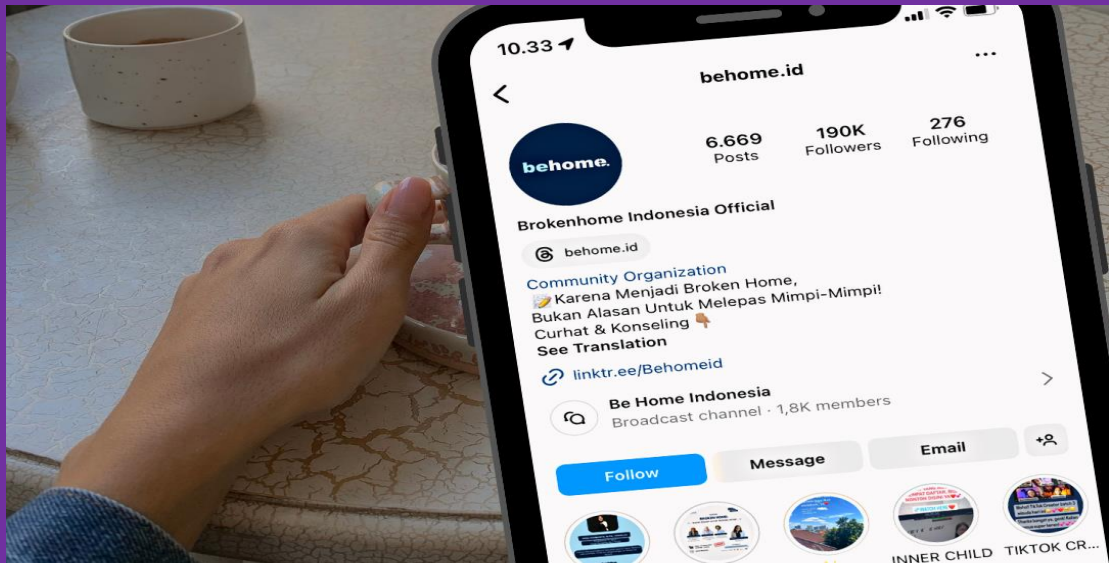 10.33
behome.id
behome.
6.669 190K 276
Posts Followers Following
Brokenhome Indonesia Official
behome.id
Community Organization
📝Karena Menjadi Broken Home,
Bukan Alasan Untuk Melepas Mimpi-Mimpi!
Curhat & Konseling 👇🏽
See Translation
linktr.ee/Behomeid
Be Home Indonesia
Broadcast channel · 1,8K members
Follow Message Email
INNER CHILD TIKTOK CR...